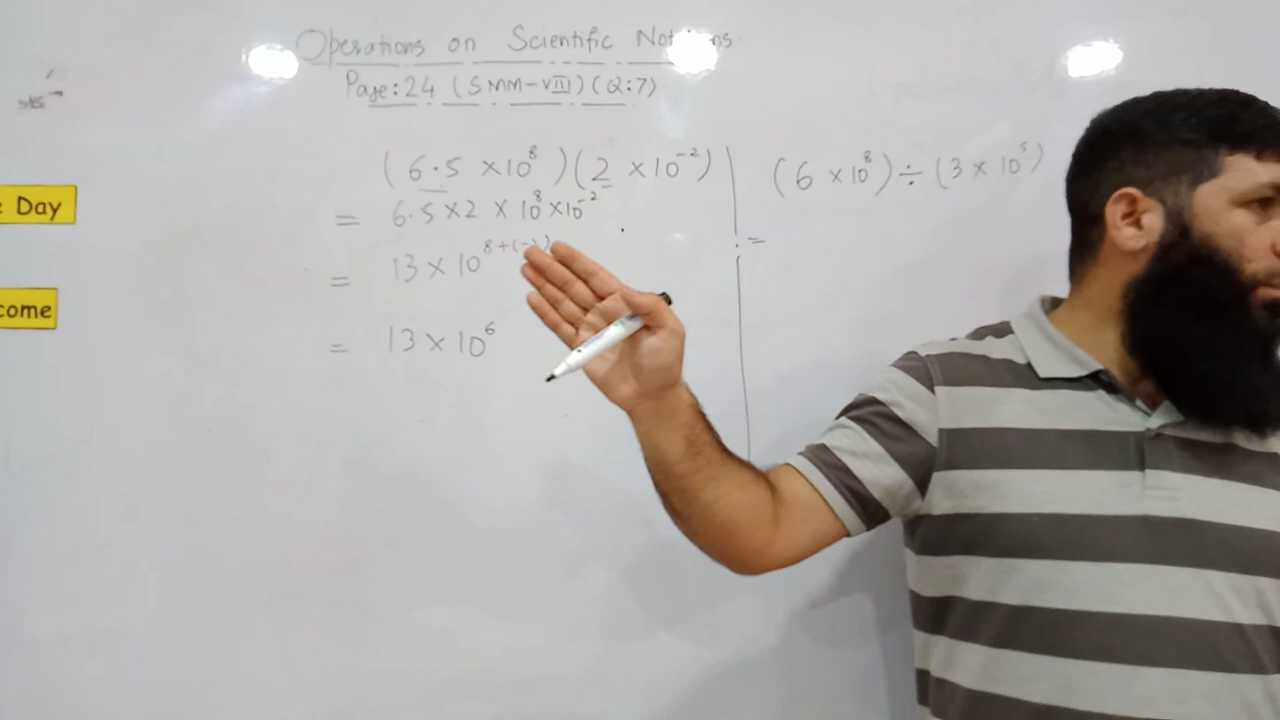 Operations on Scientific
Page:24 (SMM-VIII) (Q:7)
e Day
come
(6.5 ×10⁸)(2 ×10⁻²)
= 6.5×2 × 10⁸×10⁻²
= 13 × 10⁸⁺⁽⁻²⁾
= 13 × 10⁶
(6 ×10⁸)÷(3 × 10⁵)
=